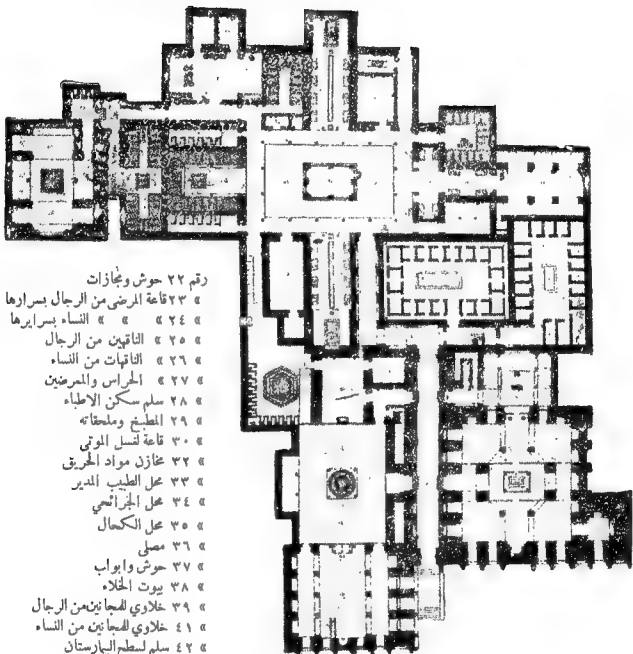 رقم ٢٢ حوش ومجازات
» ٢٣ قاعة المرضى من الرجال بسرارها
» ٢٤ » » » النساء بسرايرها
» ٢٥ » الناقهين من الرجال
» ٢٦ » الناقهات من النساء
» ٢٧ » الحراس والممرضين
» ٢٨ سلم سكن الاطباء
» ٢٩ المطبخ وملحقاته
» ٣٠ قاعة لغسل الموتى
» ٣٢ مخازن مواد الحريق
» ٣٣ محل الطبيب المدير
» ٣٤ محل الجرائحي
» ٣٥ محل الكحال
» ٣٦ مصلى
» ٣٧ حوش وابواب
» ٣٨ بيوت الخلاء
» ٣٩ خلاوي للمجانين من الرجال
» ٤١ خلاوي للمجانين من النساء
» ٤٢ سلم لسطح البيمارستان